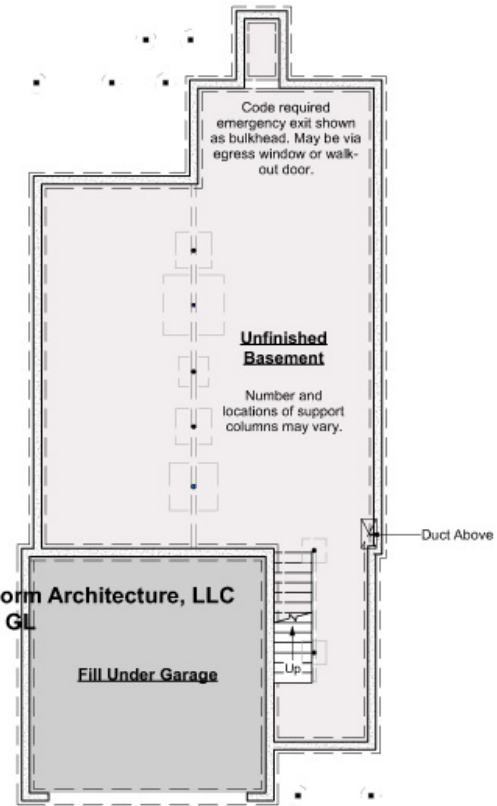 Code required
emergency exit shown
as bulkhead. May be via
egress window or walk-
out door.
Unfinished
Basement
Number and
locations of support
columns may vary.
Duct Above
Architecture, LLC
GL
Up
Fill Under Garage